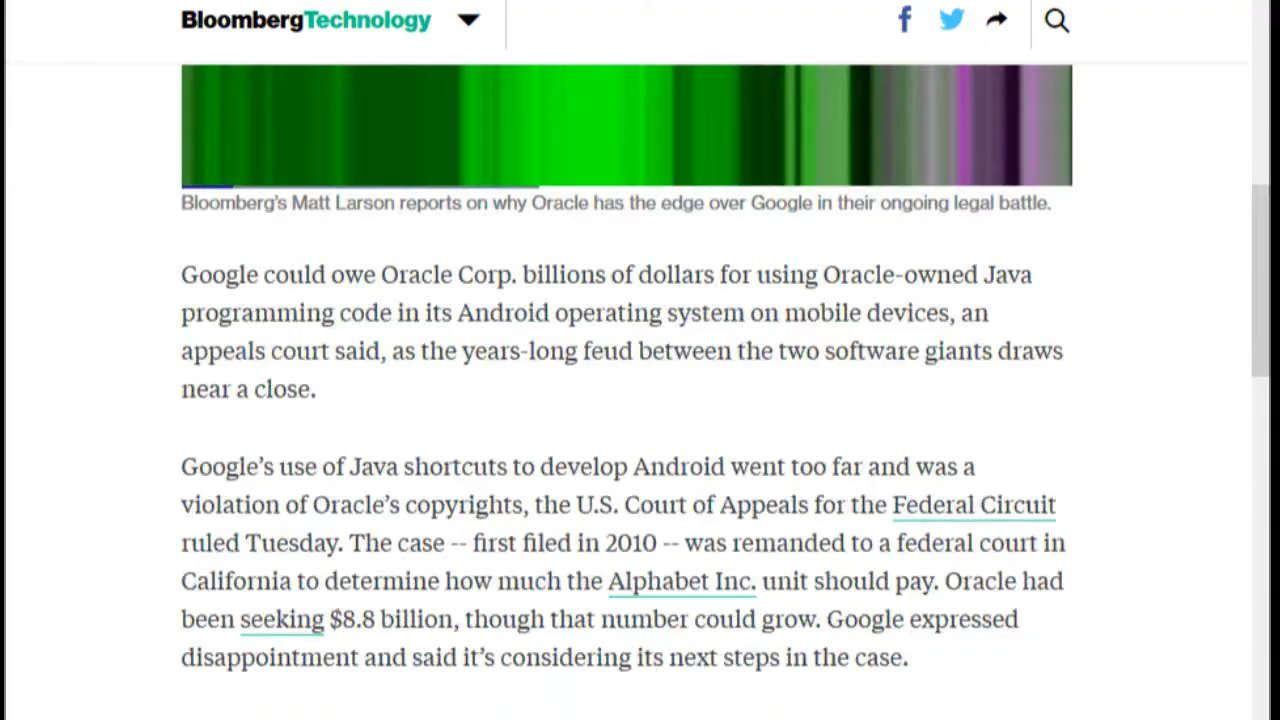 BloombergTechnology
Bloomberg's Matt Larson reports on why Oracle has the edge over Google in their ongoing legal battle.
Google could owe Oracle Corp. billions of dollars for using Oracle-owned Java
programming code in its Android operating system on mobile devices, an
appeals court said, as the years-long feud between the two software giants draws
near a close.
Google’s use of Java shortcuts to develop Android went too far and was a
violation of Oracle’s copyrights, the U.S. Court of Appeals for the Federal Circuit
ruled Tuesday. The case -- first filed in 2010 -- was remanded to a federal court in
California to determine how much the Alphabet Inc. unit should pay. Oracle had
been seeking $8.8 billion, though that number could grow. Google expressed
disappointment and said it’s considering its next steps in the case.